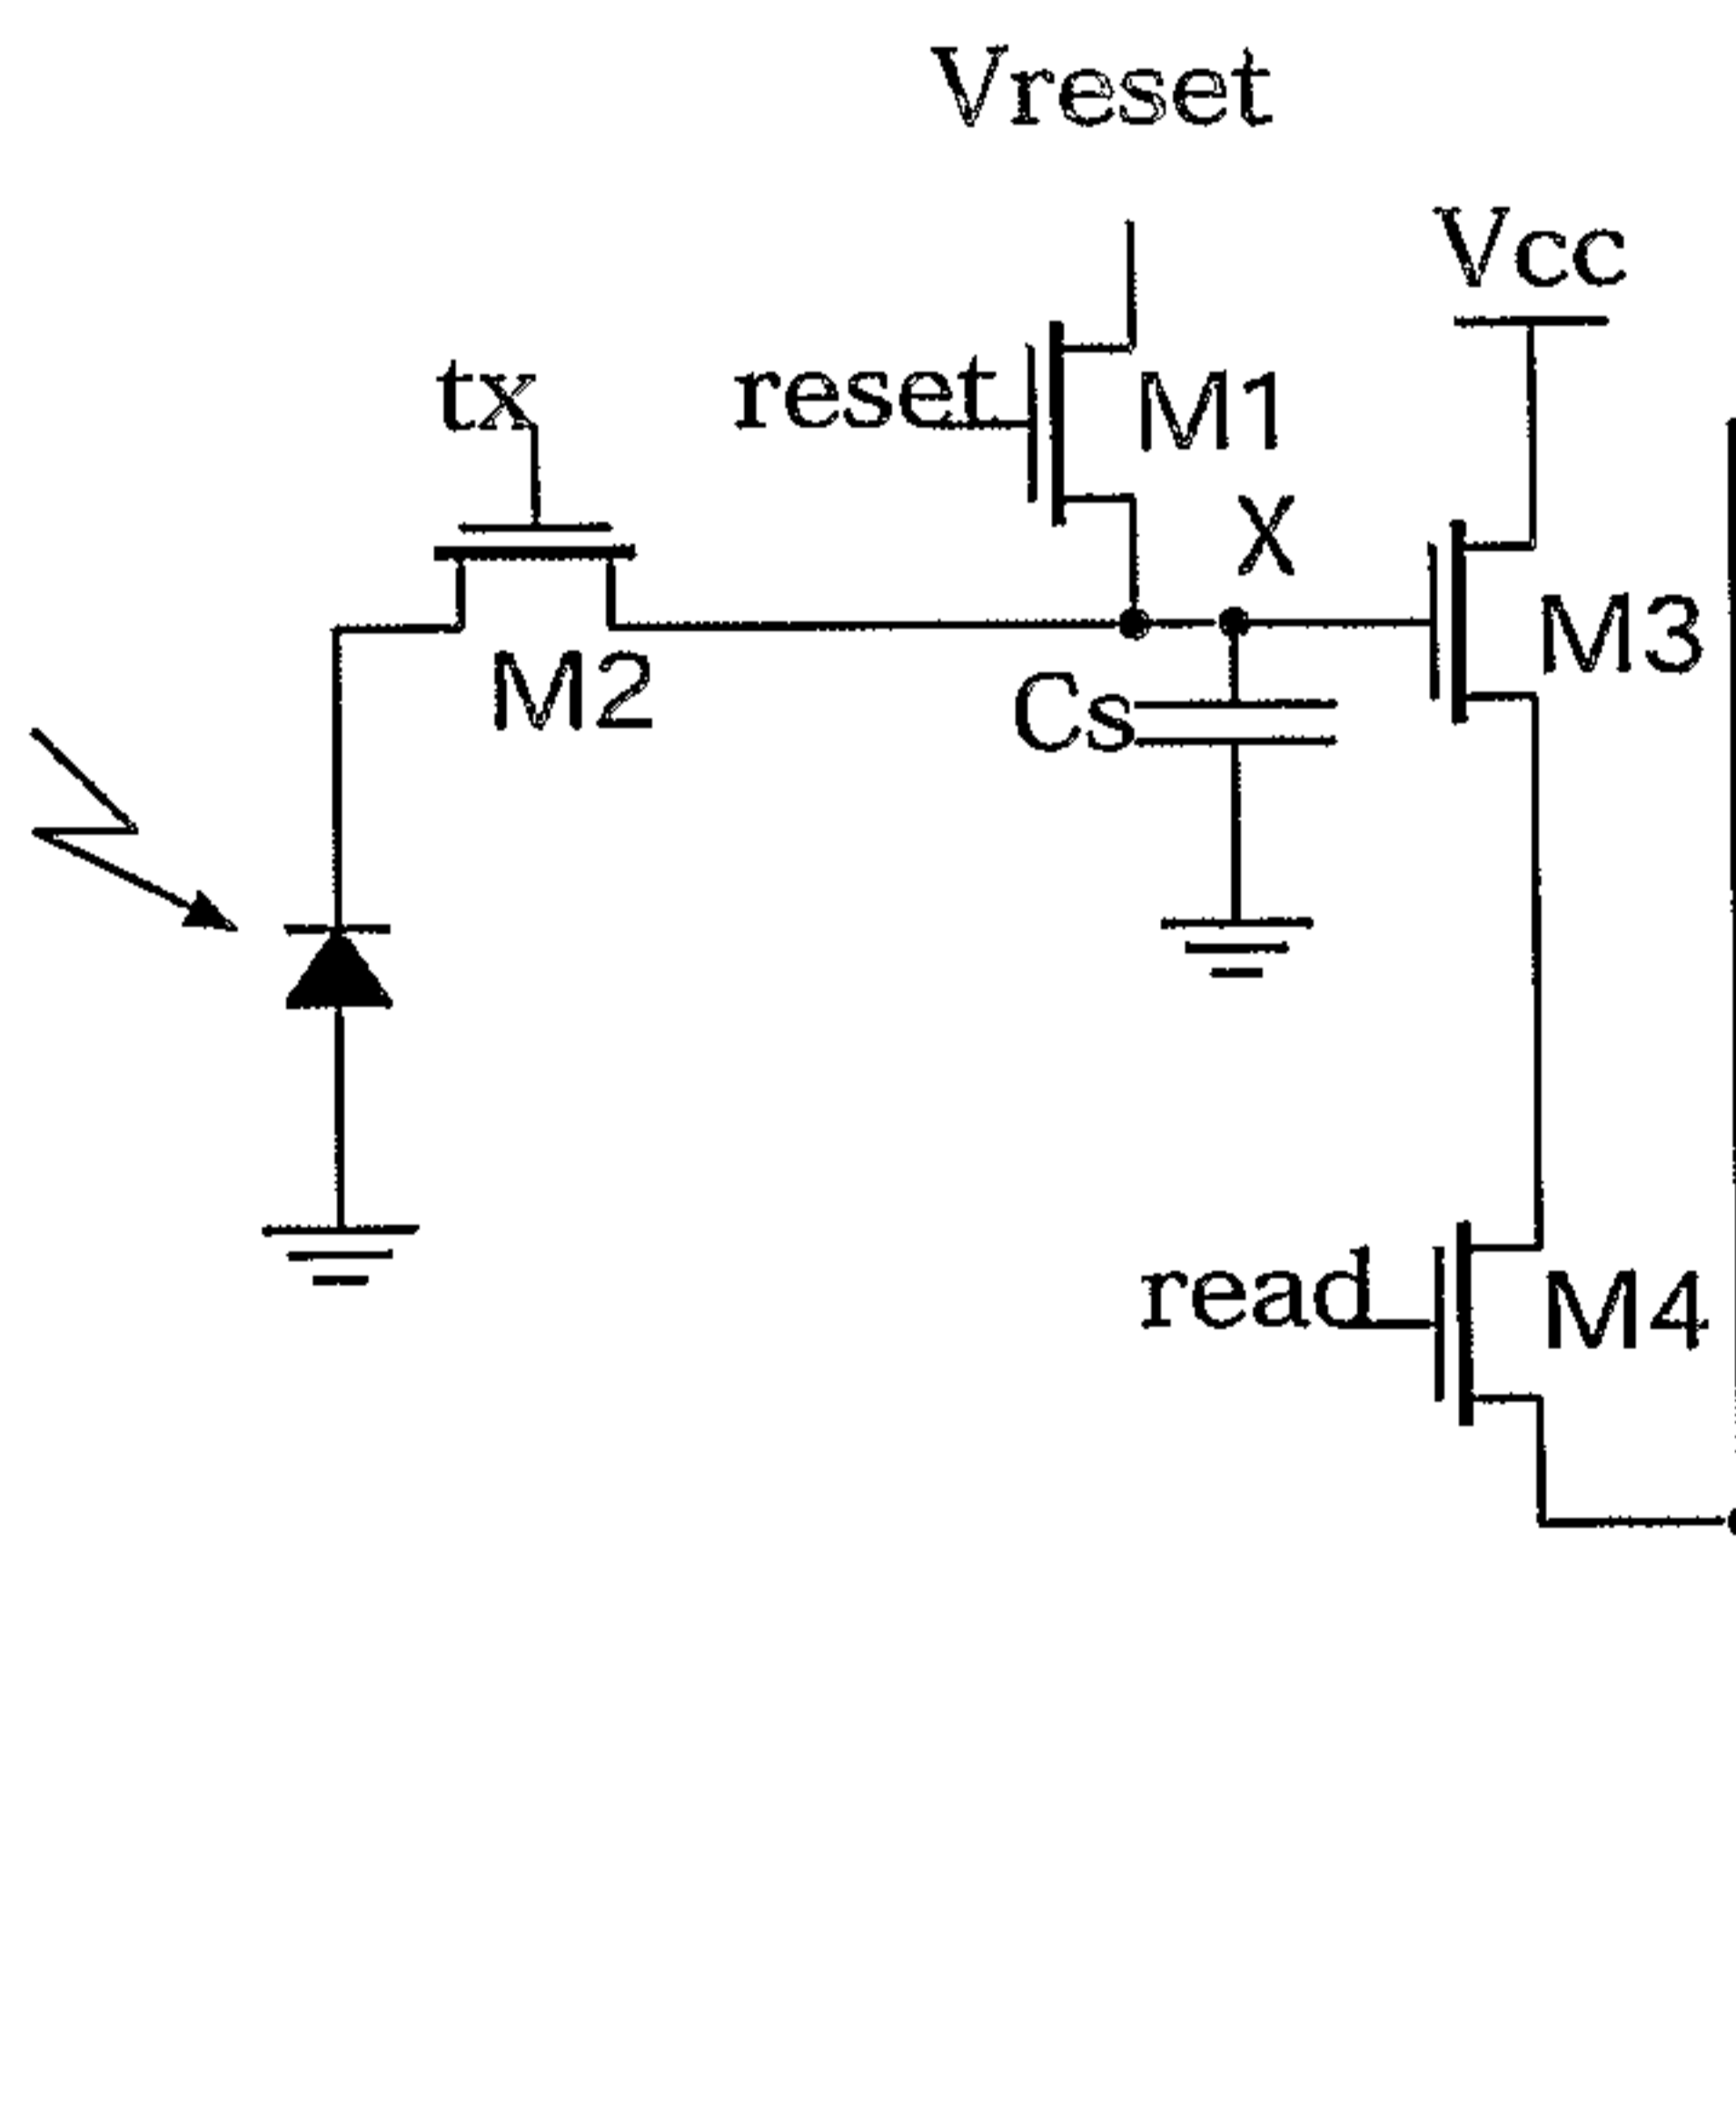 Vreset
Vcc
tx
reset
M1
X
M3
M2
Cs
read
M4